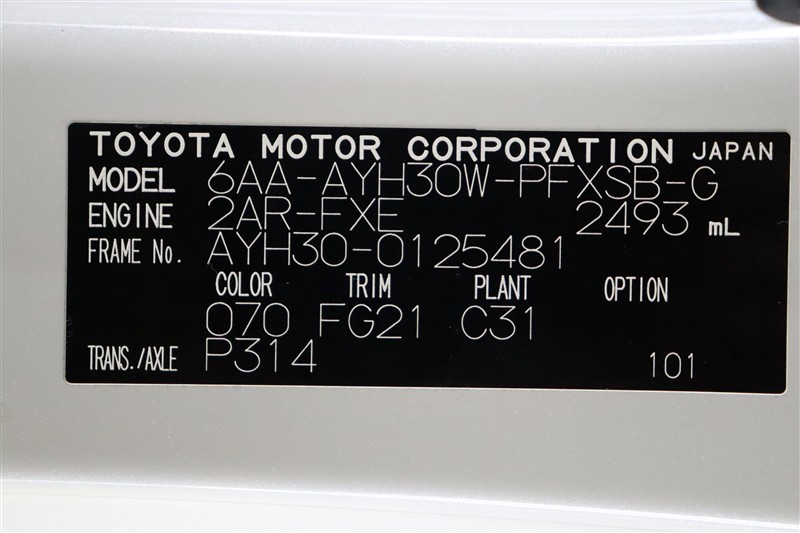 TOYOTA MOTOR CORPORATION JAPAN
MODEL 6AA-AYH30W-PFXSB-G
ENGINE 2AR-FXE 2493 mL
FRAME No. AYH30-0125481
COLOR TRIM PLANT OPTION
070 FG21 C31
TRANS./AXLE P314 101